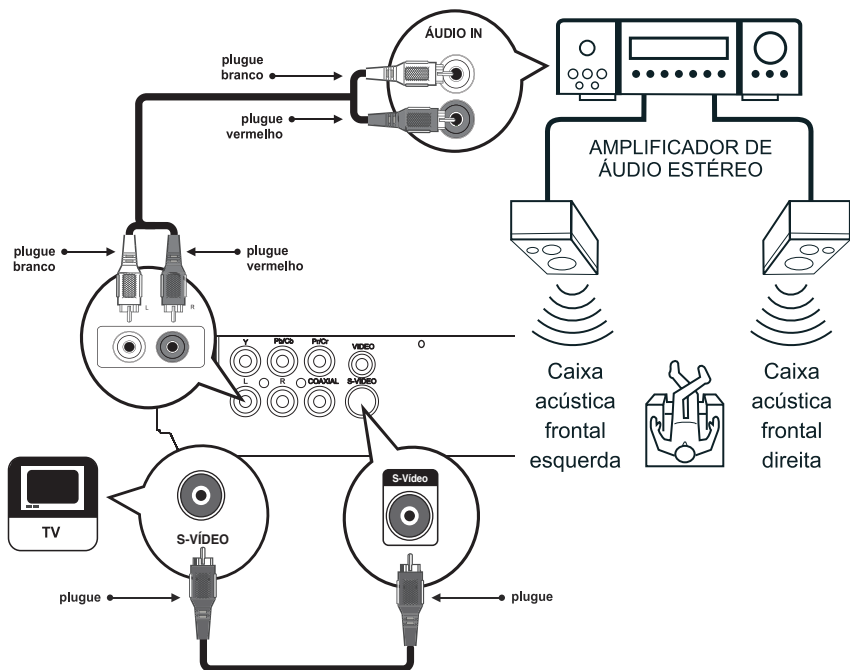 ÁUDIO IN
plugue
branco
plugue
vermelho
AMPLIFICADOR DE
ÁUDIO ESTÉREO
plugue
branco
plugue
vermelho
L
R
Y
Pb/Cb
Pr/Cr
VIDEO
L
R
COAXIAL
S-VIDEO
Caixa
acústica
frontal
esquerda
Caixa
acústica
frontal
direita
TV
S-VÍDEO
S-Vídeo
plugue
plugue